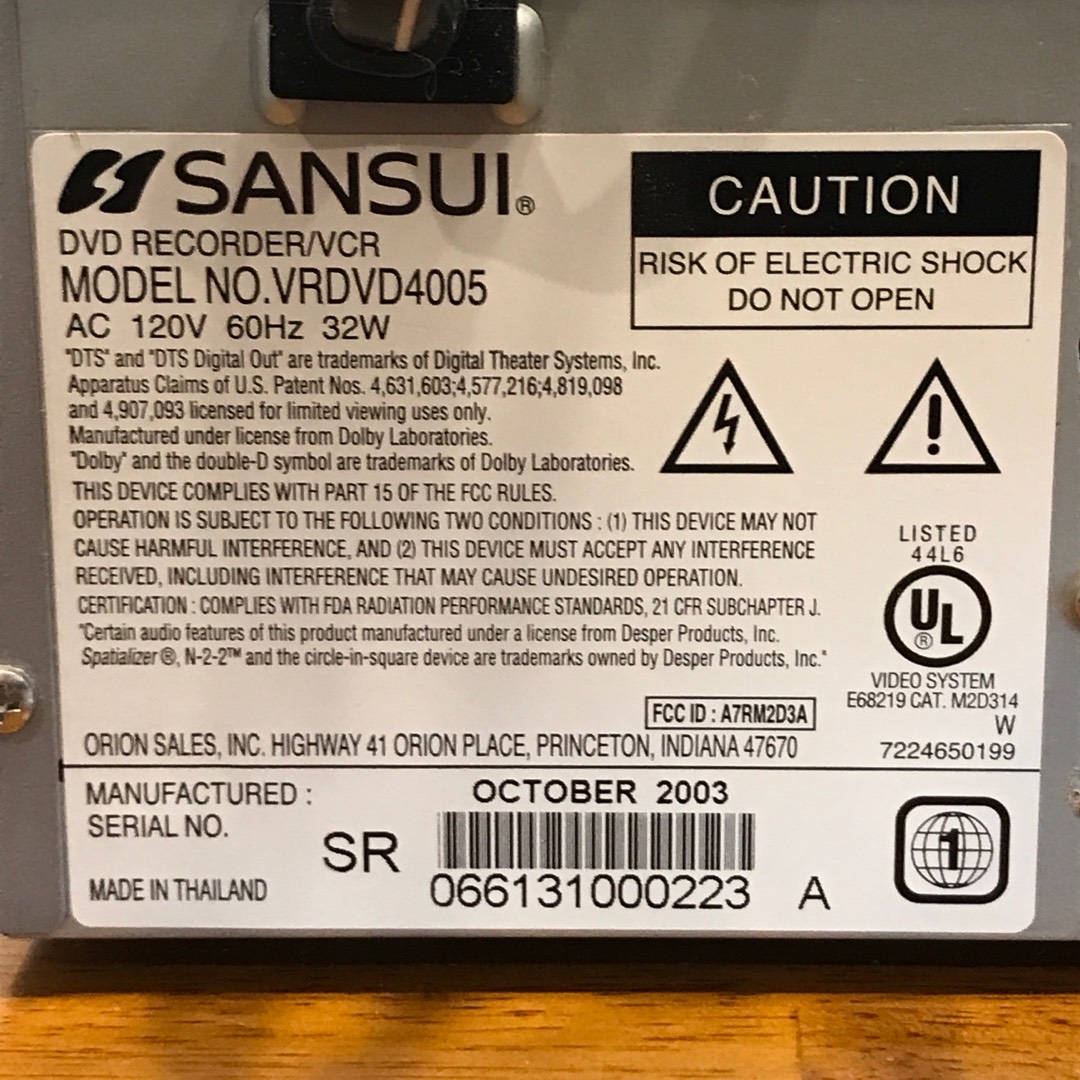 SANSUI®
DVD RECORDER/VCR
MODEL NO.VRDVD4005
AC 120V 60Hz 32W
CAUTION
RISK OF ELECTRIC SHOCK
DO NOT OPEN
"DTS" and "DTS Digital Out" are trademarks of Digital Theater Systems, Inc.
Apparatus Claims of U.S. Patent Nos. 4,631,603;4,577,216;4,819,098
and 4,907,093 licensed for limited viewing uses only.
Manufactured under license from Dolby Laboratories.
"Dolby" and the double-D symbol are trademarks of Dolby Laboratories.
THIS DEVICE COMPLIES WITH PART 15 OF THE FCC RULES.
OPERATION IS SUBJECT TO THE FOLLOWING TWO CONDITIONS : (1) THIS DEVICE MAY NOT
CAUSE HARMFUL INTERFERENCE, AND (2) THIS DEVICE MUST ACCEPT ANY INTERFERENCE
RECEIVED, INCLUDING INTERFERENCE THAT MAY CAUSE UNDESIRED OPERATION.
CERTIFICATION : COMPLIES WITH FDA RADIATION PERFORMANCE STANDARDS, 21 CFR SUBCHAPTER J.
"Certain audio features of this product manufactured under a license from Desper Products, Inc.
Spatializer ®, N-2-2™ and the circle-in-square device are trademarks owned by Desper Products, Inc."
LISTED
44L6
UL ®
VIDEO SYSTEM
E68219 CAT. M2D314
W
7224650199
FCC ID : A7RM2D3A
ORION SALES, INC. HIGHWAY 41 ORION PLACE, PRINCETON, INDIANA 47670
MANUFACTURED : OCTOBER 2003
SERIAL NO.
SR
066131000223 A
MADE IN THAILAND
1